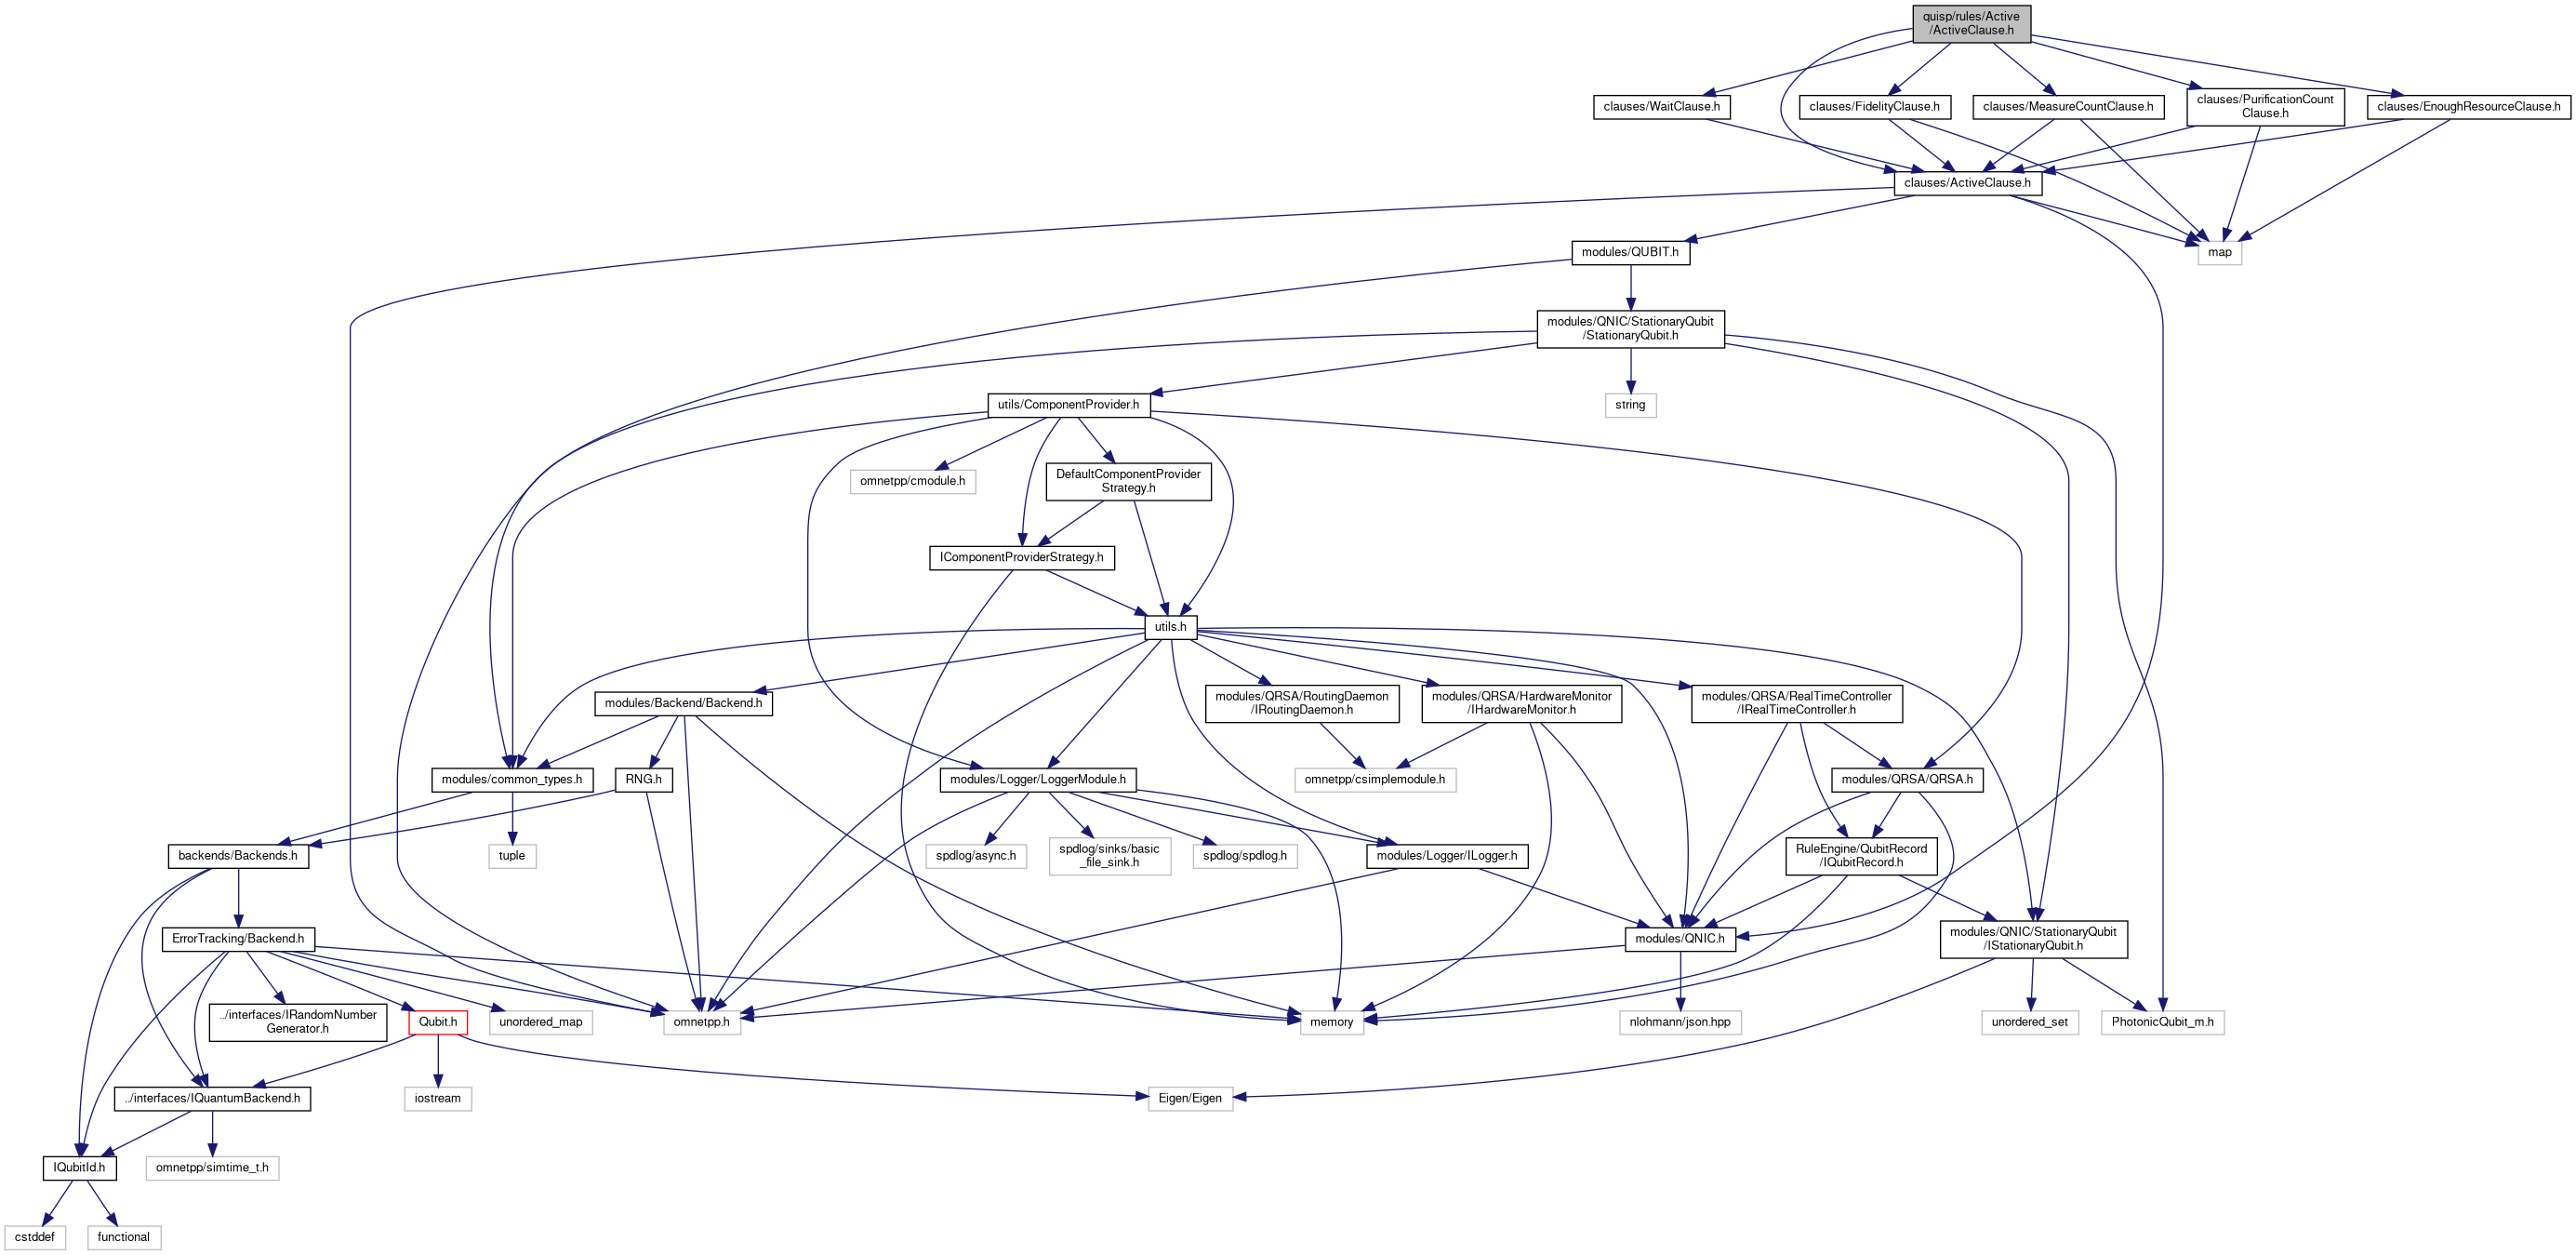 quisp/rules/Active
/ActiveClause.h
clauses/WaitClause.h
clauses/FidelityClause.h
clauses/MeasureCountClause.h
clauses/PurificationCount
Clause.h
clauses/EnoughResourceClause.h
clauses/ActiveClause.h
modules/QUBIT.h
map
modules/QNIC/StationaryQubit
/StationaryQubit.h
utils/ComponentProvider.h
string
omnetpp/cmodule.h
DefaultComponentProvider
Strategy.h
IComponentProviderStrategy.h
utils.h
modules/Backend/Backend.h
modules/QRSA/RoutingDaemon
/IRoutingDaemon.h
modules/QRSA/HardwareMonitor
/IHardwareMonitor.h
modules/QRSA/RealTimeController
/IRealTimeController.h
modules/common_types.h
RNG.h
modules/Logger/LoggerModule.h
omnetpp/csimplemodule.h
modules/QRSA/QRSA.h
backends/Backends.h
tuple
spdlog/async.h
spdlog/sinks/basic
_file_sink.h
spdlog/spdlog.h
modules/Logger/ILogger.h
RuleEngine/QubitRecord
/IQubitRecord.h
ErrorTracking/Backend.h
modules/QNIC.h
modules/QNIC/StationaryQubit
/IStationaryQubit.h
../interfaces/IRandomNumber
Generator.h
Qubit.h
unordered_map
omnetpp.h
memory
nlohmann/json.hpp
unordered_set
PhotonicQubit_m.h
../interfaces/IQuantumBackend.h
iostream
Eigen/Eigen
IQubitId.h
omnetpp/simtime_t.h
cstddef
functional